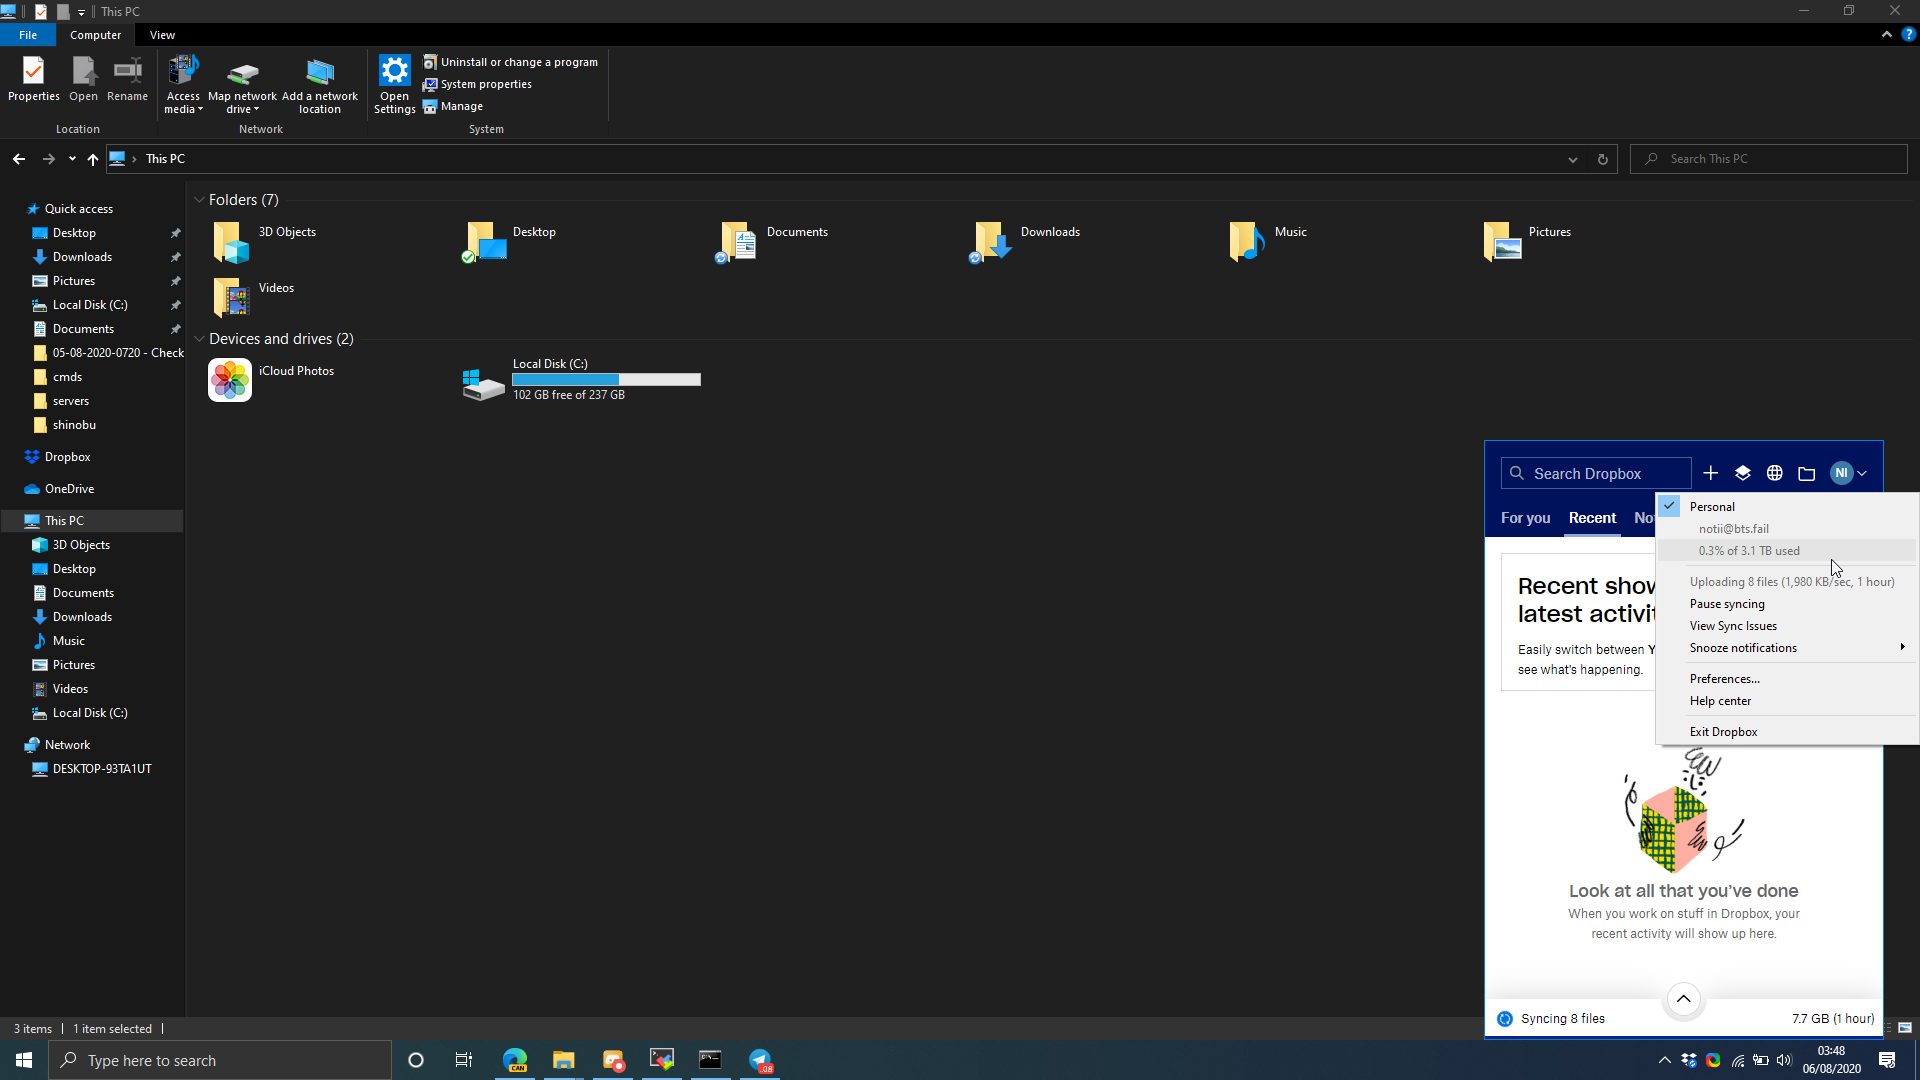 This PC
File
Computer
View
Properties
Open
Rename
Access media
Map network drive
Add a network location
Open Settings
Uninstall or change a program
System properties
Manage
Location
Network
System
This PC
Search This PC
Quick access
Desktop
Downloads
Pictures
Local Disk (C:)
Documents
05-08-2020-0720 - Check
cmds
servers
shinobu
Dropbox
OneDrive
This PC
3D Objects
Desktop
Documents
Downloads
Music
Pictures
Videos
Local Disk (C:)
Network
DESKTOP-93TA1UT
Folders (7)
3D Objects
Desktop
Documents
Downloads
Music
Pictures
Videos
Devices and drives (2)
iCloud Photos
Local Disk (C:)
102 GB free of 237 GB
Search Dropbox
NI
For you
Recent
No
Personal
notii@bts.fail
0.3% of 3.1 TB used
Uploading 8 files (1,980 KB/sec, 1 hour)
Pause syncing
View Sync Issues
Snooze notifications
Preferences...
Help center
Exit Dropbox
Recent show
latest activi
Easily switch between Y
see what's happening.
Look at all that you've done
When you work on stuff in Dropbox, your
recent activity will show up here.
Syncing 8 files
7.7 GB (1 hour)
3 items
1 item selected
Type here to search
CAN
.08
03:48
06/08/2020